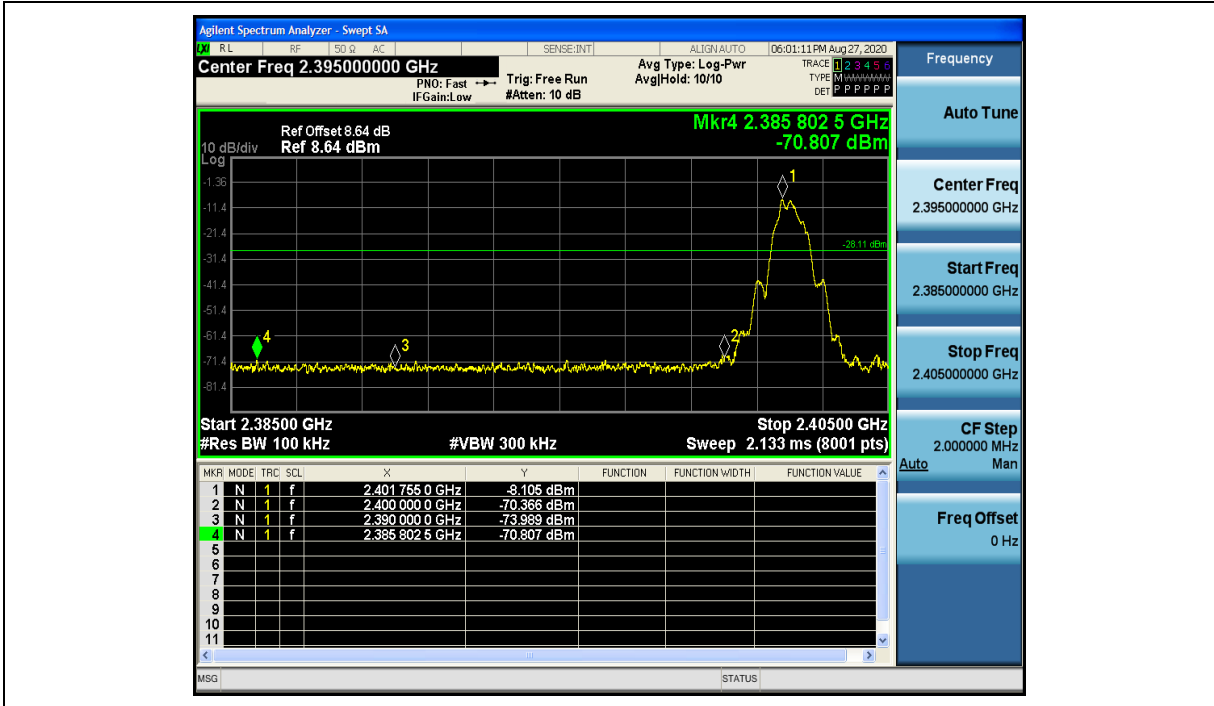 Agilent Spectrum Analyzer - Swept SA
LXI RL RF 50 Ω AC SENSE:INT ALIGN AUTO 06:01:11 PM Aug 27, 2020
Center Freq 2.395000000 GHz
PNO: Fast
IFGain:Low
Trig: Free Run
#Atten: 10 dB
Avg Type: Log-Pwr
Avg|Hold: 10/10
TRACE 1 2 3 4 5 6
TYPE M WWWWW
DET P P P P P P
Mkr4 2.385 802 5 GHz
-70.807 dBm
Ref Offset 8.64 dB
10 dB/div Ref 8.64 dBm
Log
-1.36
-11.4
-21.4
-31.4
-41.4
-51.4
-61.4
-71.4
-81.4
1
-28.11 dBm
4
3
2
Start 2.38500 GHz
Stop 2.40500 GHz
#Res BW 100 kHz
#VBW 300 kHz
Sweep 2.133 ms (8001 pts)
MKR MODE TRC SCL X Y FUNCTION FUNCTION WIDTH FUNCTION VALUE
1 N 1 f 2.401 755 0 GHz -8.105 dBm
2 N 1 f 2.400 000 0 GHz -70.366 dBm
3 N 1 f 2.390 000 0 GHz -73.989 dBm
4 N 1 f 2.385 802 5 GHz -70.807 dBm
5
6
7
8
9
10
11
MSG
STATUS
Frequency
Auto Tune
Center Freq
2.395000000 GHz
Start Freq
2.385000000 GHz
Stop Freq
2.405000000 GHz
CF Step
2.000000 MHz
Auto Man
Freq Offset
0 Hz